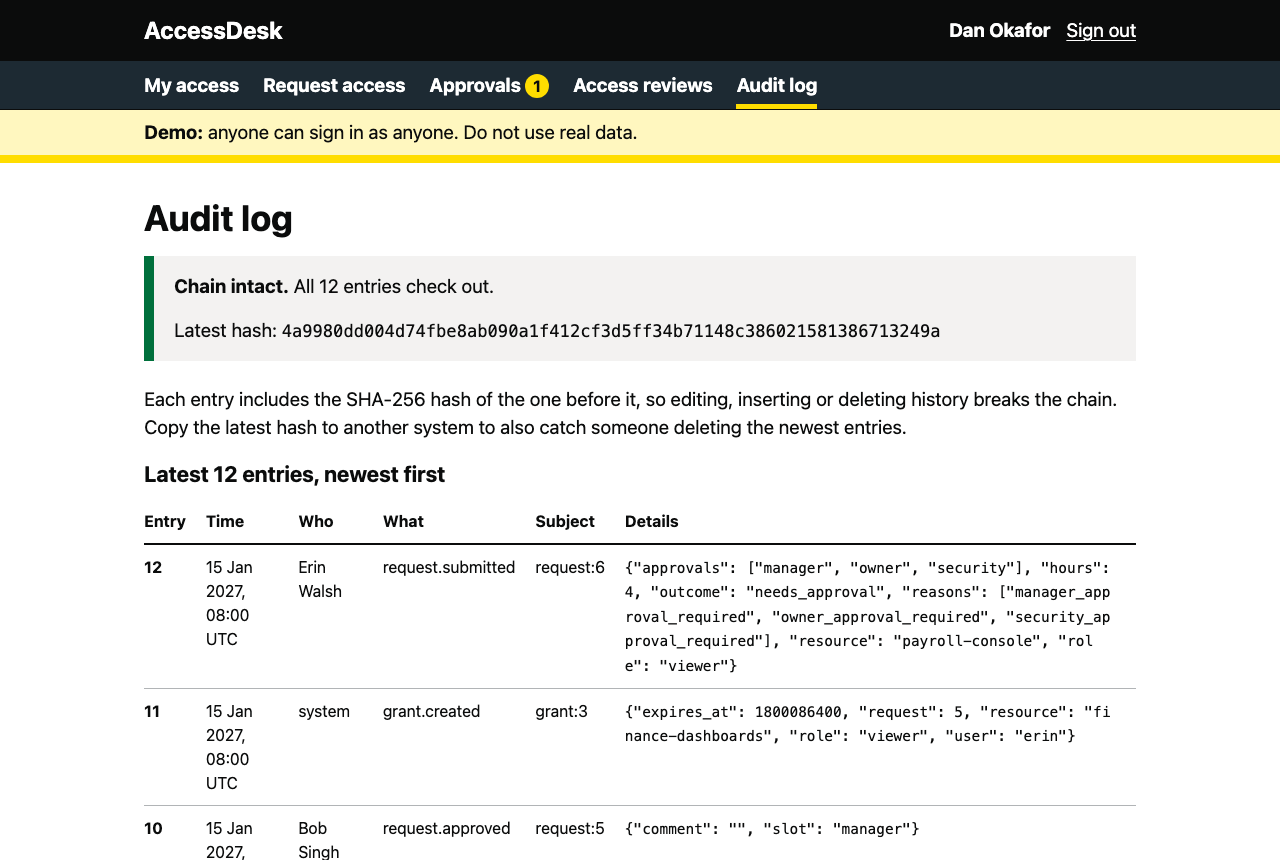 AccessDesk
Dan Okafor Sign out
My access Request access Approvals 1 Access reviews Audit log
Demo: anyone can sign in as anyone. Do not use real data.
Audit log
Chain intact. All 12 entries check out.
Latest hash: 4a9980dd004d74fbe8ab090a1f412cf3d5ff34b71148c386021581386713249a
Each entry includes the SHA-256 hash of the one before it, so editing, inserting or deleting history breaks the chain.
Copy the latest hash to another system to also catch someone deleting the newest entries.
Latest 12 entries, newest first
Entry Time Who What Subject Details
12 15 Jan Erin request.submitted request:6 {"approvals": ["manager", "owner", "security"], "hours":
2027, Walsh 4, "outcome": "needs_approval", "reasons": ["manager_app
08:00 roval_required", "owner_approval_required", "security_ap
UTC proval_required"], "resource": "payroll-console", "rol
e": "viewer"}
11 15 Jan system grant.created grant:3 {"expires_at": 1800086400, "request": 5, "resource": "fi
2027, nance-dashboards", "role": "viewer", "user": "erin"}
08:00
UTC
10 15 Jan Bob request.approved request:5 {"comment": "", "slot": "manager"}
2027, Singh